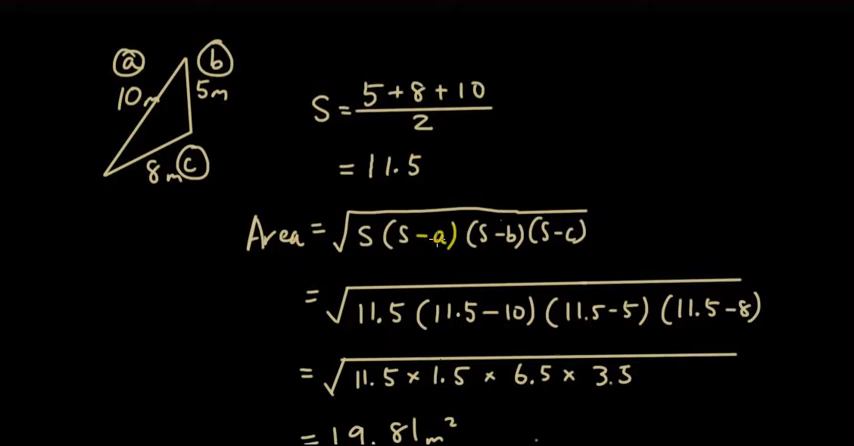 a b
10m 5m
8m c
S = 5+8+10 / 2
= 11.5
Area = √S(S-a)(S-b)(S-c)
= √11.5(11.5-10)(11.5-5)(11.5-8)
= √11.5 × 1.5 × 6.5 × 3.5
= 19.81m²